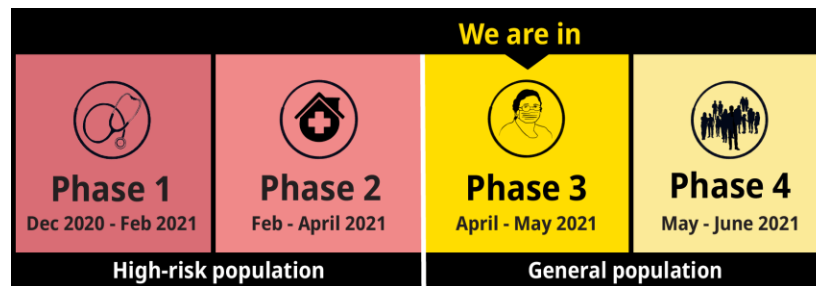 We are in
Phase 1
Dec 2020 - Feb 2021
Phase 2
Feb - April 2021
Phase 3
April - May 2021
Phase 4
May - June 2021
High-risk population
General population